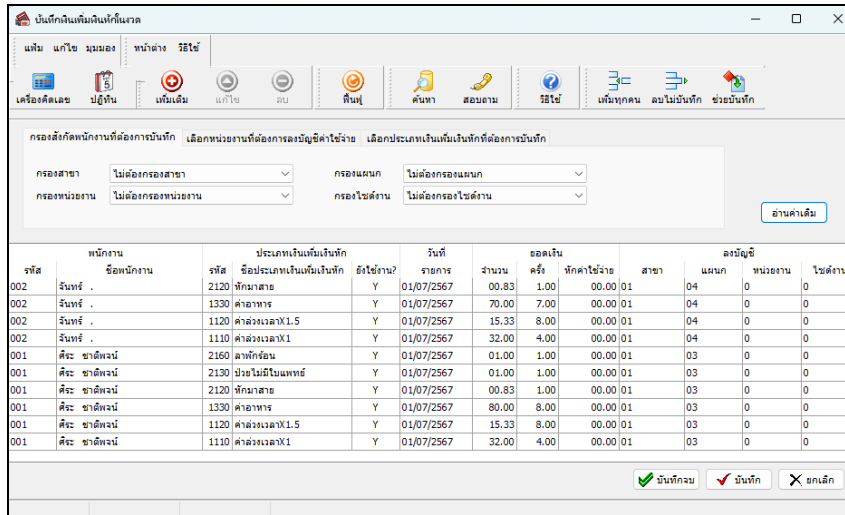 บันทึกเงินเพิ่มเงินหักในงวด
แฟ้ม แก้ไข มุมมอง หน้าต่าง วิธีใช้
เครื่องคิดเลข ปฏิทิน เพิ่มเติม แก้ไข ลบ ฟื้นฟู ค้นหา สอบถาม วิธีใช้ เพิ่มทุกคน ลบไม่บันทึก ช่วยบันทึก
กรองสังกัดพนักงานที่ต้องการบันทึก เลือกหน่วยงานที่ต้องการลงบัญชีค่าใช้จ่าย เลือกประเภทเงินเพิ่มเงินหักที่ต้องการบันทึก
กรองสาขา ไม่ต้องกรองสาขา กรองแผนก ไม่ต้องกรองแผนก
กรองหน่วยงาน ไม่ต้องกรองหน่วยงาน กรองไซด์งาน ไม่ต้องกรองไซด์งาน
อ่านค่าเดิม
พนักงาน ประเภทเงินเพิ่มเงินหัก วันที่ ยอดเงิน ลงบัญชี
รหัส ชื่อพนักงาน รหัส ชื่อประเภทเงินเพิ่มเงินหัก ยังใช้งาน? รายการ จำนวน ครั้ง หักค่าใช้จ่าย สาขา แผนก หน่วยงาน ไซด์งาน
002 จันทร์ . 2120 หักมาสาย Y 01/07/2567 00.83 1.00 00.00 01 04 0 0
002 จันทร์ . 1330 ค่าอาหาร Y 01/07/2567 70.00 7.00 00.00 01 04 0 0
002 จันทร์ . 1120 ค่าล่วงเวลาX1.5 Y 01/07/2567 15.33 8.00 00.00 01 04 0 0
002 จันทร์ . 1110 ค่าล่วงเวลาX1 Y 01/07/2567 32.00 4.00 00.00 01 04 0 0
001 ศิระ ชาติพจน์ 2160 ลาพักร้อน Y 01/07/2567 01.00 1.00 00.00 01 03 0 0
001 ศิระ ชาติพจน์ 2130 ป่วยไม่มีใบแพทย์ Y 01/07/2567 01.00 1.00 00.00 01 03 0 0
001 ศิระ ชาติพจน์ 2120 หักมาสาย Y 01/07/2567 00.83 1.00 00.00 01 03 0 0
001 ศิระ ชาติพจน์ 1330 ค่าอาหาร Y 01/07/2567 80.00 8.00 00.00 01 03 0 0
001 ศิระ ชาติพจน์ 1120 ค่าล่วงเวลาX1.5 Y 01/07/2567 15.33 8.00 00.00 01 03 0 0
001 ศิระ ชาติพจน์ 1110 ค่าล่วงเวลาX1 Y 01/07/2567 32.00 4.00 00.00 01 03 0 0
บันทึกจบ บันทึก ยกเลิก